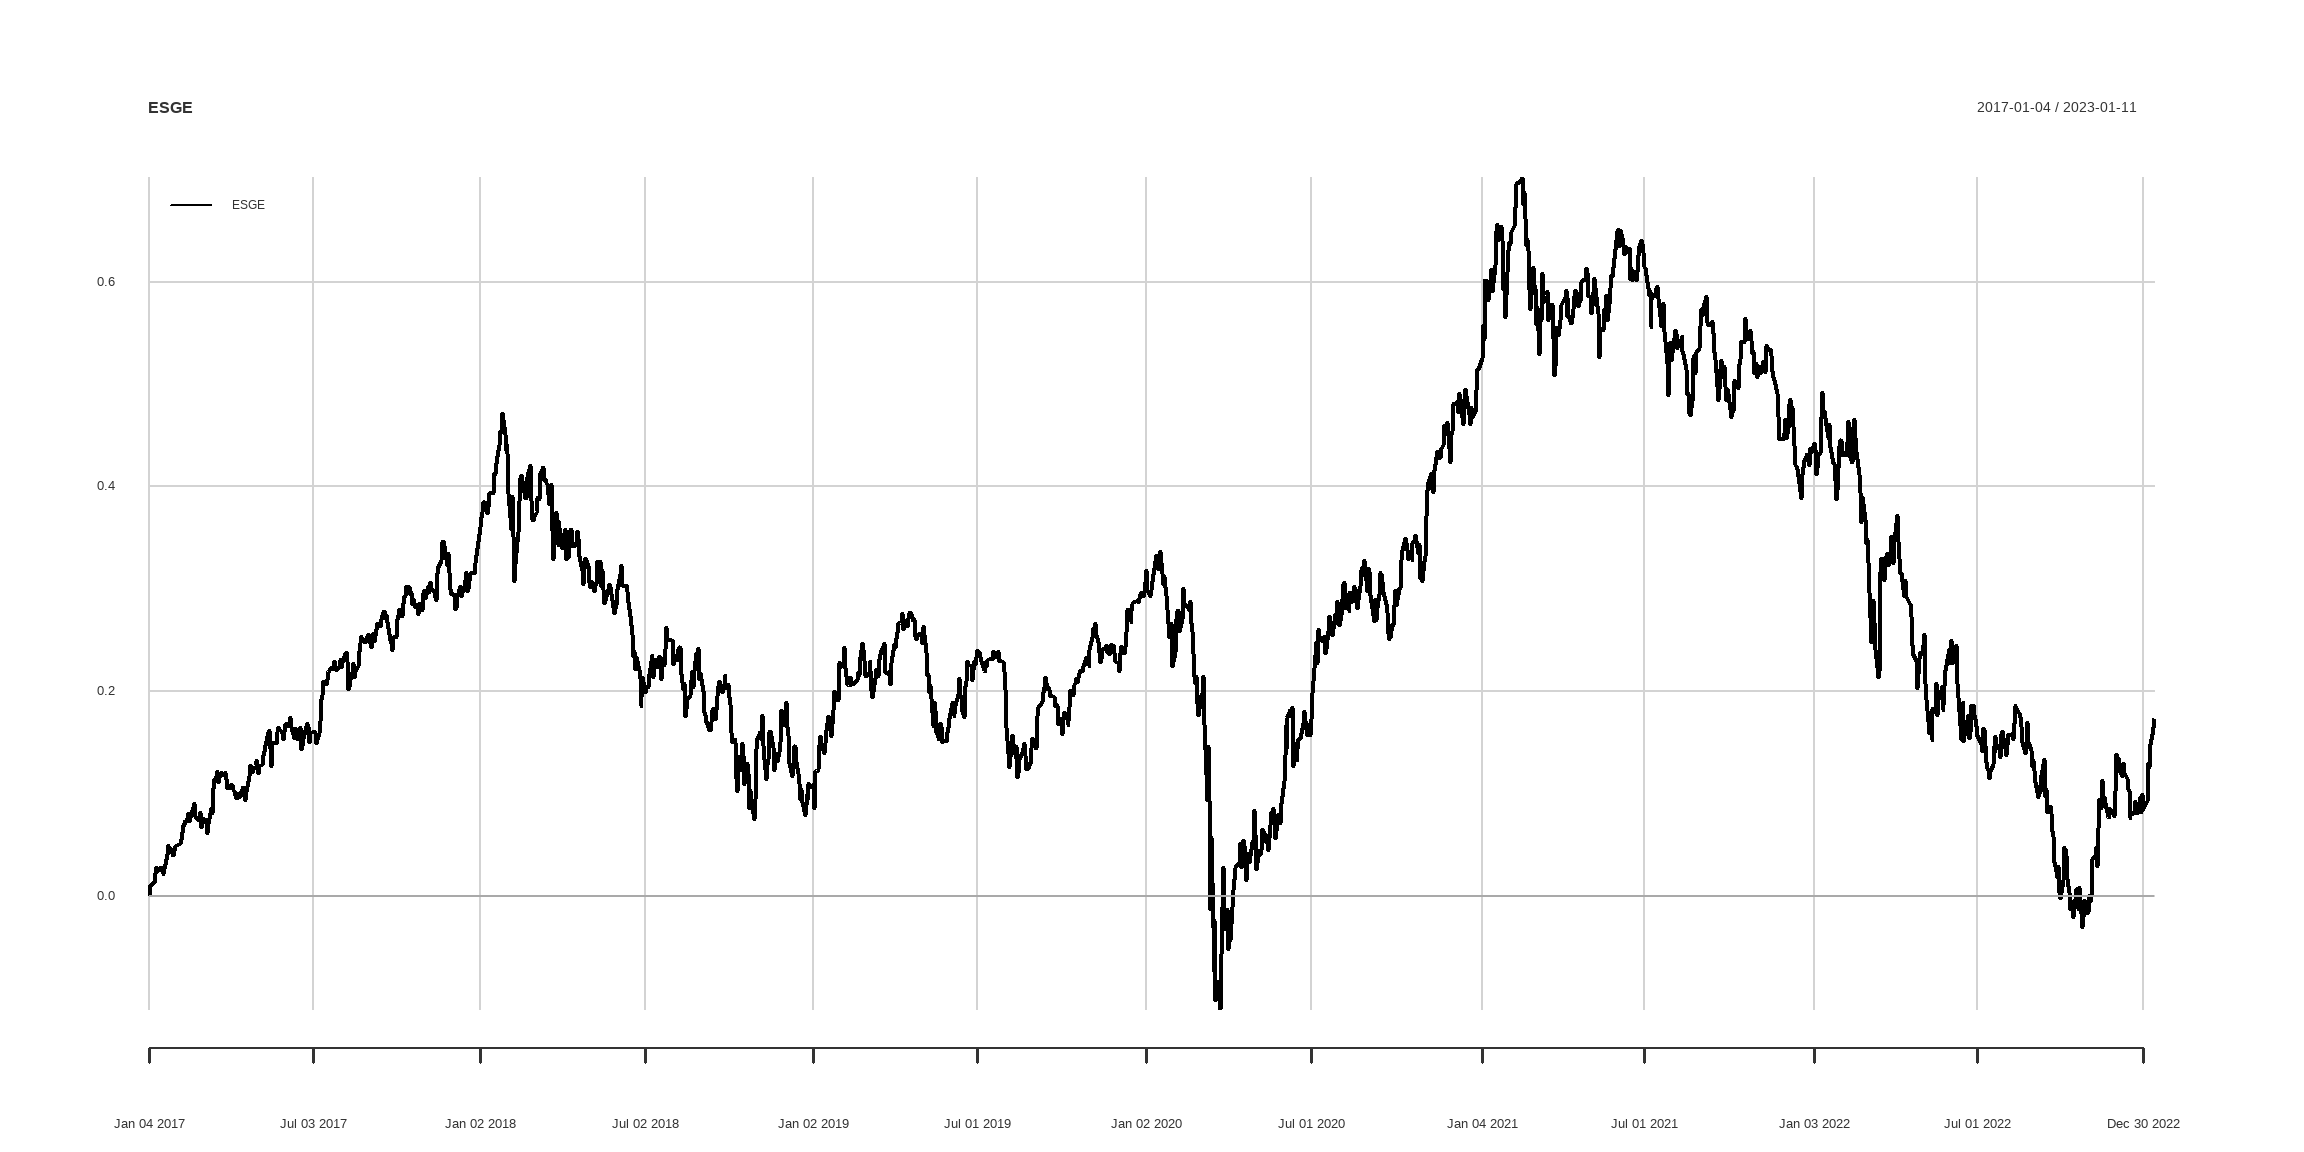 ESGE
2017-01-04 / 2023-01-11
ESGE
0.6
0.4
0.2
0.0
Jan 04 2017
Jul 03 2017
Jan 02 2018
Jul 02 2018
Jan 02 2019
Jul 01 2019
Jan 02 2020
Jul 01 2020
Jan 04 2021
Jul 01 2021
Jan 03 2022
Jul 01 2022
Dec 30 2022